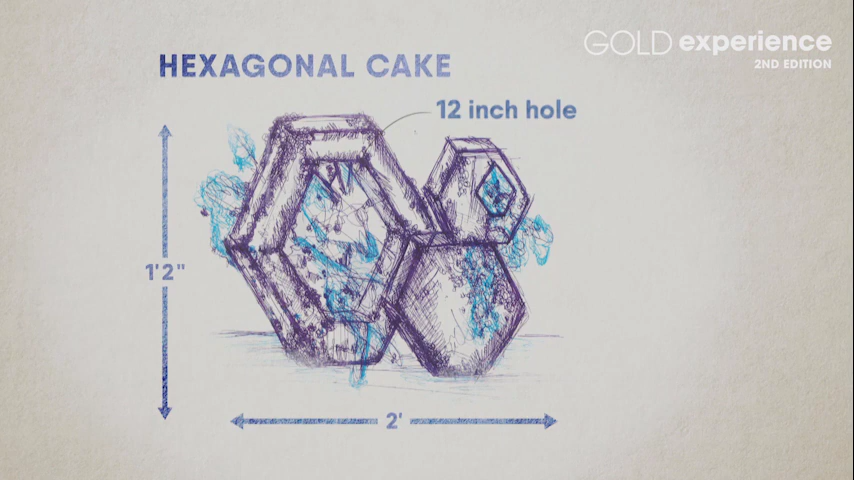 GOLD experience
2ND EDITION
HEXAGONAL CAKE
12 inch hole
1'2"
2'